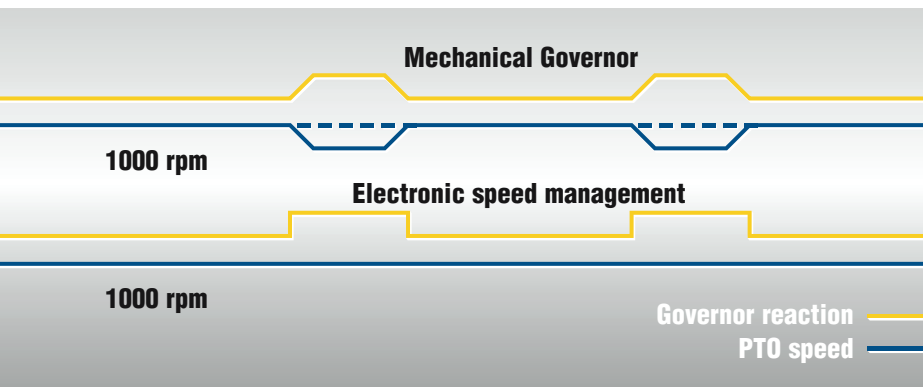 Mechanical Governor
1000 rpm
Electronic speed management
1000 rpm
Governor reaction
PTO speed